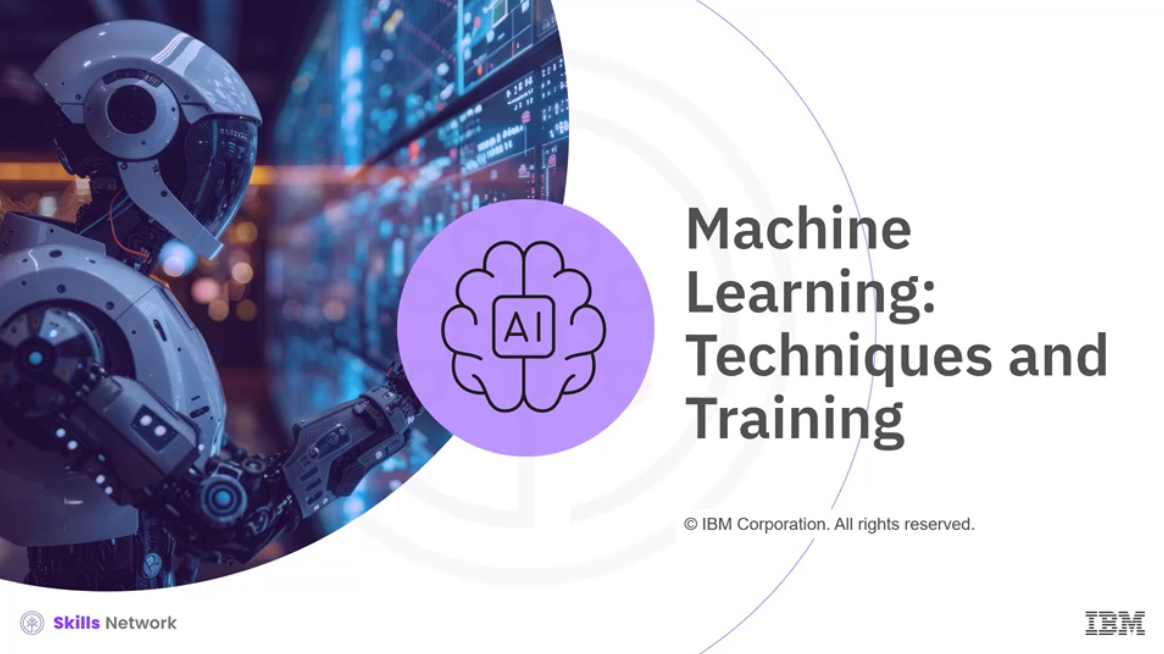 AI
Machine
Learning:
Techniques and
Training
© IBM Corporation. All rights reserved.
Skills Network
IBM